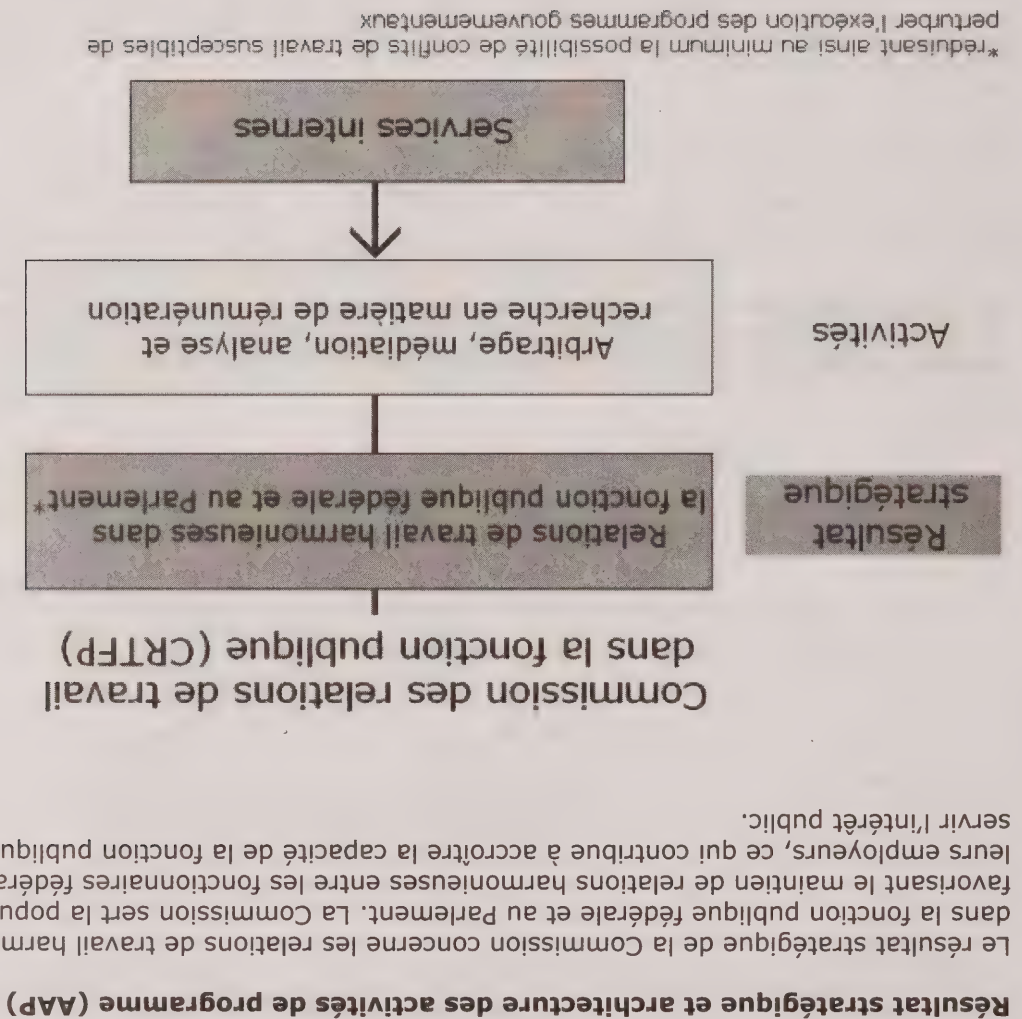 Résultat stratégique et architecture des activités de programme (AAP)
Le résultat stratégique de la Commission concerne les relations de travail harm
dans la fonction publique fédérale et au Parlement. La Commission sert la popu
favorisant le maintien de relations harmonieuses entre les fonctionnaires fédéra
leurs employeurs, ce qui contribue à accroître la capacité de la fonction publiqu
servir l'intérêt public.
Commission des relations de travail
dans la fonction publique (CRTFP)
Résultat
stratégique
Relations de travail harmonieuses dans
la fonction publique fédérale et au Parlement*
Activités
Arbitrage, médiation, analyse et
recherche en matière de rémunération
Services internes
*réduisant ainsi au minimum la possibilité de conflits de travail susceptibles de
perturber l'exécution des programmes gouvernementaux